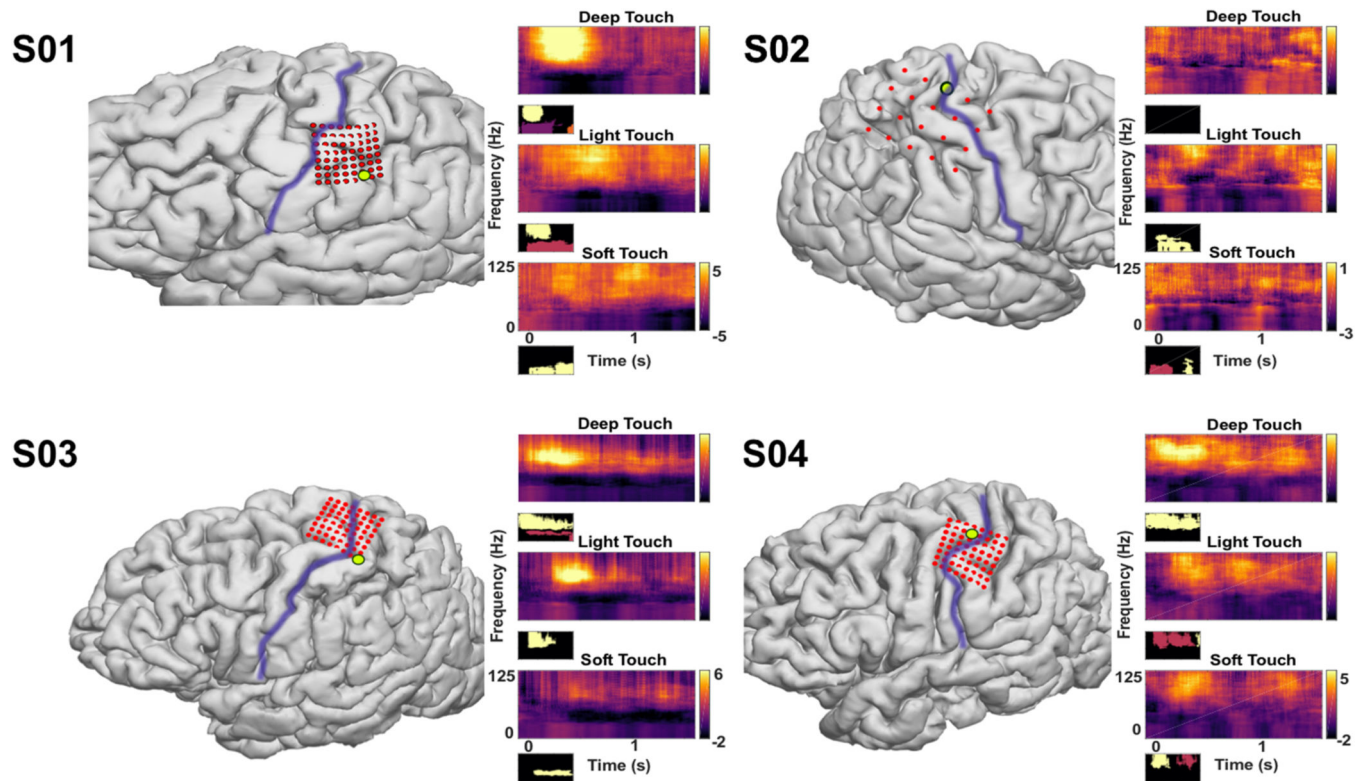 S01
Deep Touch
Light Touch
Frequency (Hz)
Soft Touch
125
0
5
-5
0 1
Time (s)
S02
Deep Touch
Light Touch
Frequency (Hz)
Soft Touch
125
0
1
-3
0 1
Time (s)
S03
Deep Touch
Light Touch
Frequency (Hz)
Soft Touch
125
0
6
-2
0 1
Time (s)
S04
Deep Touch
Light Touch
Frequency (Hz)
Soft Touch
125
0
5
-2
0 1
Time (s)